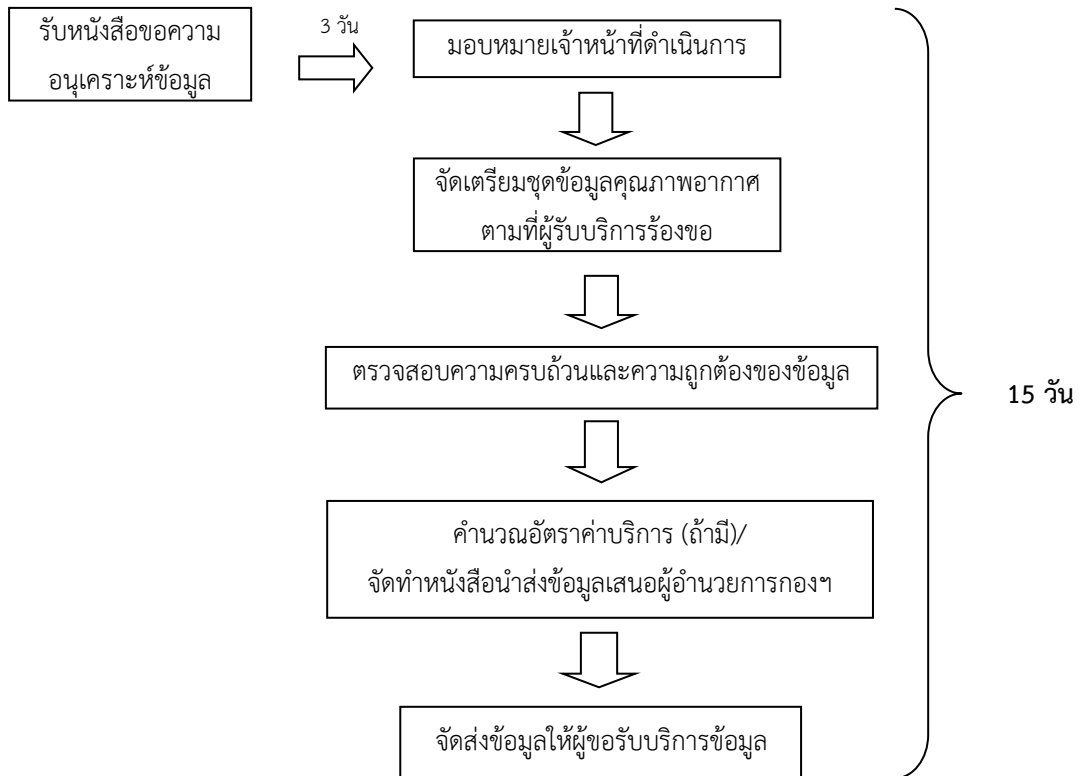 รับหนังสือขอความ
อนุเคราะห์ข้อมูล
3 วัน
มอบหมายเจ้าหน้าที่ดำเนินการ
จัดเตรียมชุดข้อมูลคุณภาพอากาศ
ตามที่ผู้รับบริการร้องขอ
ตรวจสอบความครบถ้วนและความถูกต้องของข้อมูล
15 วัน
คำนวณอัตราค่าบริการ (ถ้ามี)/
จัดทำหนังสือนำส่งข้อมูลเสนอผู้อำนวยการกองฯ
จัดส่งข้อมูลให้ผู้ขอรับบริการข้อมูล